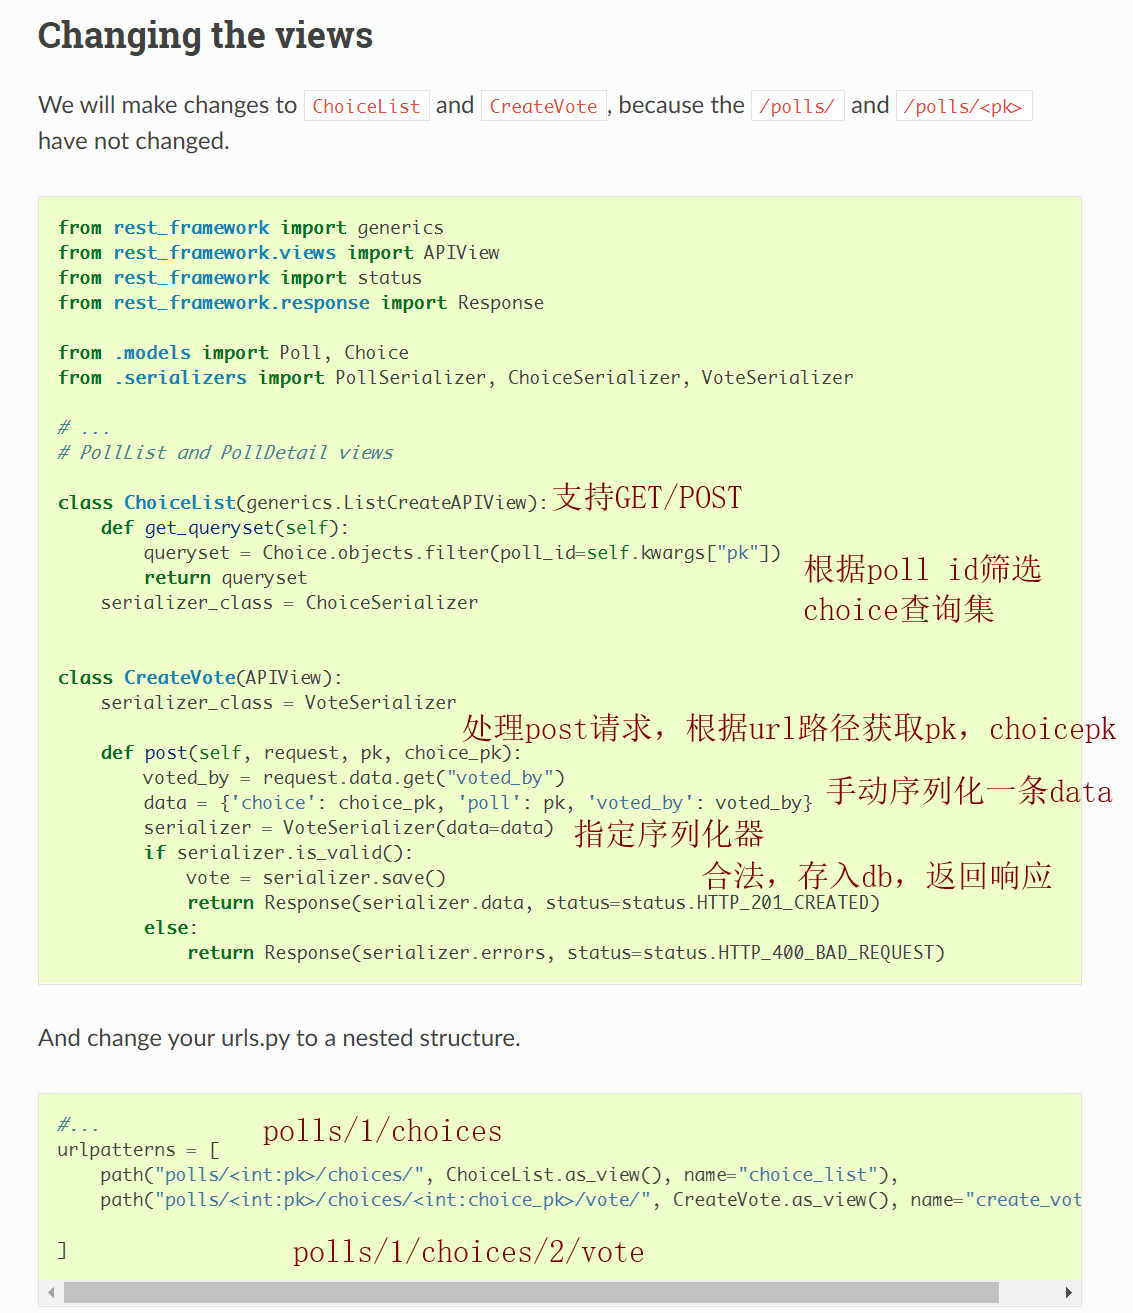 Changing the views
We will make changes to ChoiceList and CreateVote, because the /polls/ and /polls/<pk>
have not changed.
from rest_framework import generics
from rest_framework.views import APIView
from rest_framework import status
from rest_framework.response import Response
from .models import Poll, Choice
from .serializers import PollSerializer, ChoiceSerializer, VoteSerializer
# ...
# PollList and PollDetail views
class ChoiceList(generics.ListCreateAPIView): 支持GET/POST
def get_queryset(self):
queryset = Choice.objects.filter(poll_id=self.kwargs["pk"])
根据poll id筛选
return queryset
serializer_class = ChoiceSerializer
choice查询集
class CreateVote(APIView):
serializer_class = VoteSerializer
处理post请求，根据url路径获取pk，choicepk
def post(self, request, pk, choice_pk):
voted_by = request.data.get("voted_by")
data = {'choice': choice_pk, 'poll': pk, 'voted_by': voted_by} 手动序列化一条data
serializer = VoteSerializer(data=data) 指定序列化器
if serializer.is_valid():
vote = serializer.save() 合法，存入db，返回响应
return Response(serializer.data, status=status.HTTP_201_CREATED)
else:
return Response(serializer.errors, status=status.HTTP_400_BAD_REQUEST)
And change your urls.py to a nested structure.
#...
polls/1/choices
urlpatterns = [
path("polls/<int:pk>/choices/", ChoiceList.as_view(), name="choice_list"),
path("polls/<int:pk>/choices/<int:choice_pk>/vote/", CreateVote.as_view(), name="create_vot
]
polls/1/choices/2/vote